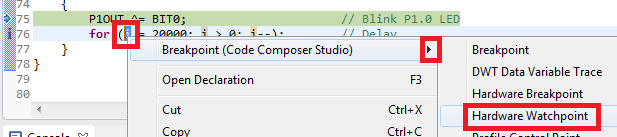 74 {
75 P1OUT ^= BIT0; // Blink P1.0 LED
76 for (i = 20000; i > 0; i--); // Delay
77 }
78 }
79
80
81
Breakpoint (Code Composer Studio)
Open Declaration F3
Cut Ctrl+X
Copy Ctrl+C
Breakpoint
DWT Data Variable Trace
Hardware Breakpoint
Hardware Watchpoint
Profile Control Point
Console